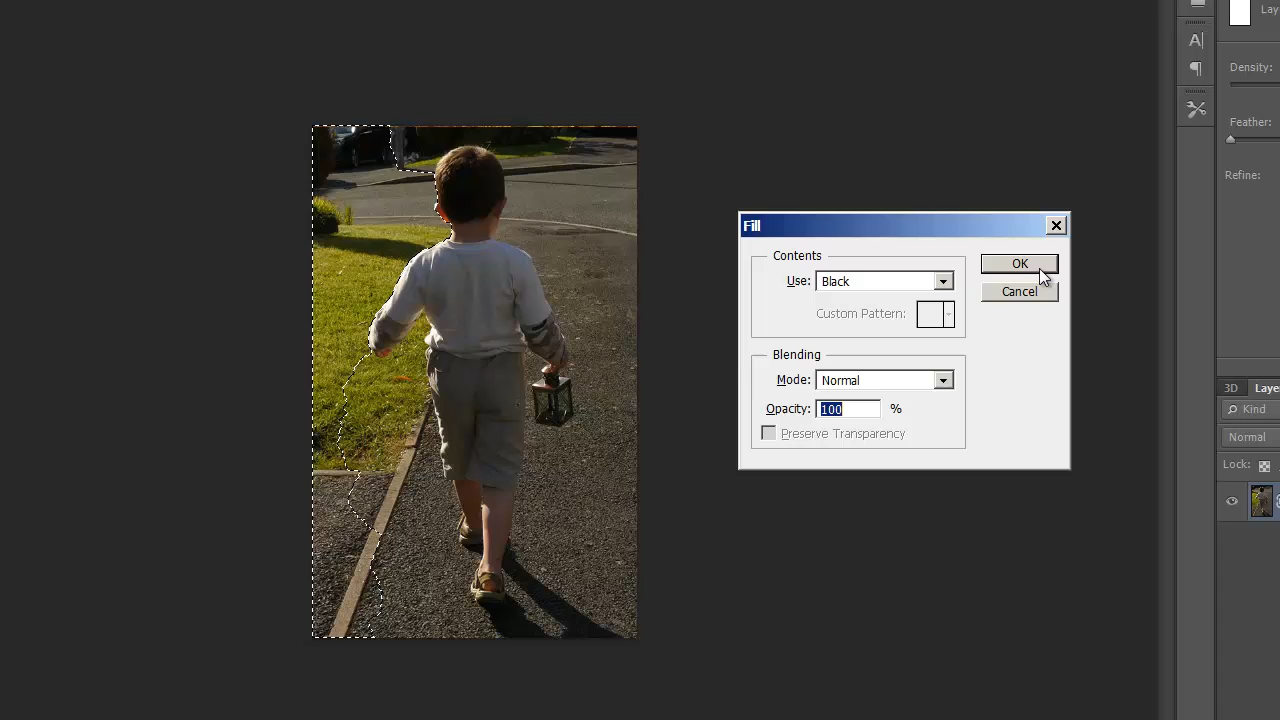 Lay
A|
Density:
Fill
Contents
OK
Feather:
Use: Black
Cancel
Custom Pattern:
Refine:
Blending
Mode: Normal
3D Laye
Opacity: 100 %
Kind
Preserve Transparency
Normal
Lock: